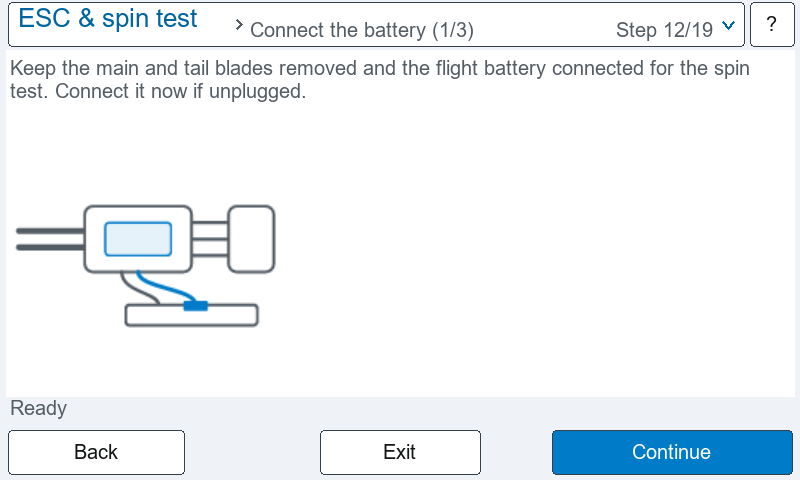 ESC & spin test
> Connect the battery (1/3)
Step 12/19
?
Keep the main and tail blades removed and the flight battery connected for the spin
test. Connect it now if unplugged.
Ready
Back
Exit
Continue